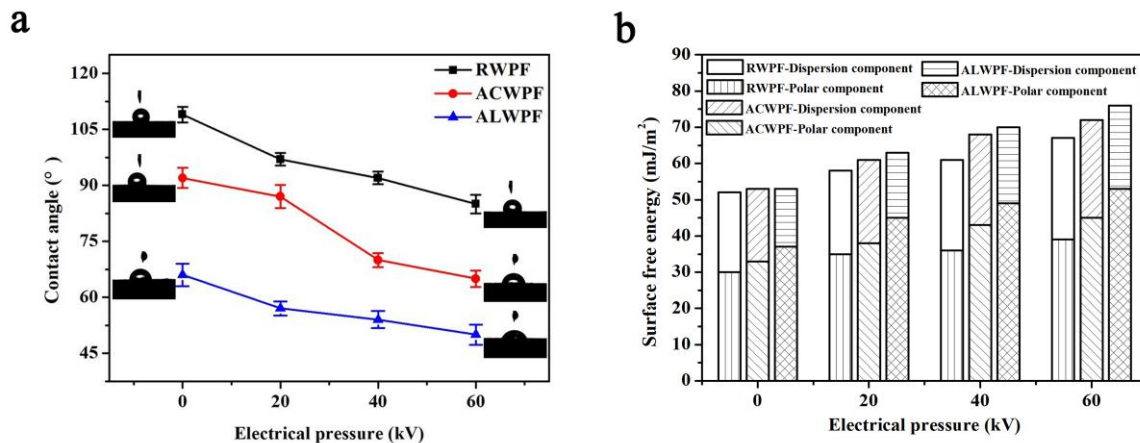 a
Contact angle (°)
105
90
75
60
45
RWPF
ACWPF
ALWPF
0
20
40
60
Electrical pressure (kV)
b
Surface free energy (mJ/m²)
90
80
70
60
50
40
30
20
10
0
RWPF-Dispersion component
RWPF-Polar component
ACWPF-Dispersion component
ACWPF-Polar component
ALWPF-Dispersion component
ALWPF-Polar component
0
20
40
60
Electrical pressure (kV)